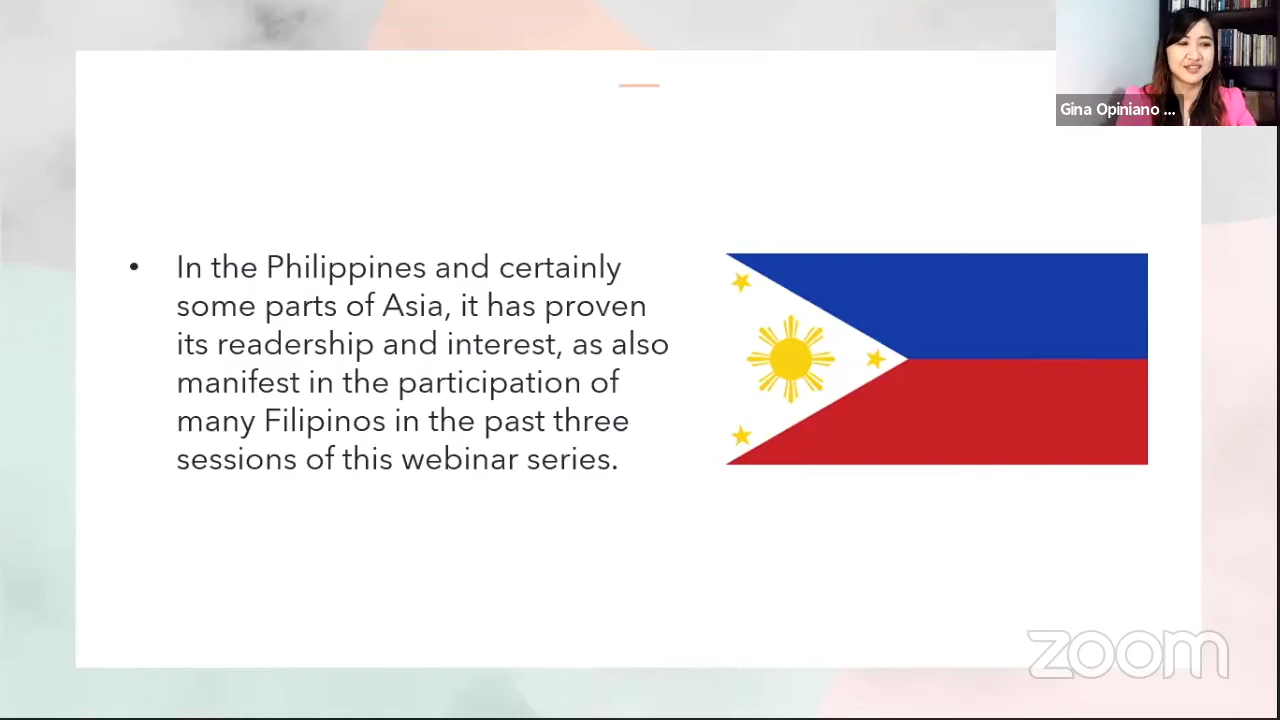 Gina Opiniano ...
• In the Philippines and certainly
some parts of Asia, it has proven
its readership and interest, as also
manifest in the participation of
many Filipinos in the past three
sessions of this webinar series.
zoom